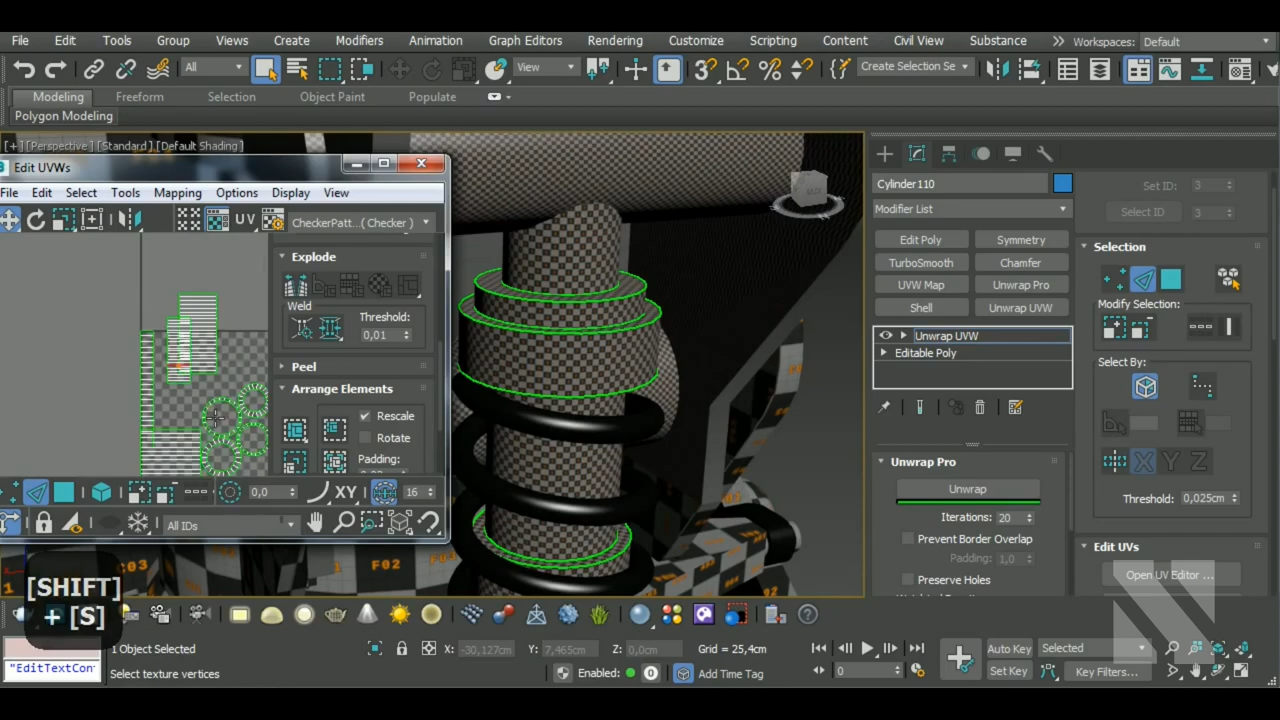 File Edit Tools Group Views Create Modifiers Animation Graph Editors Rendering Customize Scripting Content Civil View Substance Workspaces: Default
All View Create Selection Se
Modeling Freeform Selection Object Paint Populate
Polygon Modeling
[+] [Perspective] [Standard] [Default Shading]
Edit UVWs
File Edit Select Tools Mapping Options Display View
UV CheckerPatt...( Checker )
Explode
Weld Threshold:
0,01
Peel
Arrange Elements
Rescale
Rotate
Padding:
0,0 XY 16
All IDs
BACK
F02
C03
1
[SHIFT]
+ [S]
Cylinder110
Modifier List
Edit Poly Symmetry
TurboSmooth Chamfer
UVW Map Unwrap Pro
Shell Unwrap UVW
Unwrap UVW
Editable Poly
Unwrap Pro
Unwrap
Iterations: 20
Prevent Border Overlap
Padding: 1,0
Preserve Holes
Set ID: 3
Select ID 3
Selection
Modify Selection:
Select By:
X Y Z
Threshold: 0,025cm
Edit UVs
Open UV Editor ...
1 Object Selected
"EditTextCon
Select texture vertices
X: -30,127cm Y: 7,465cm Z: 0,0cm Grid = 25,4cm
Enabled: 0 Add Time Tag
0
Auto Key Selected
Set Key Key Filters...